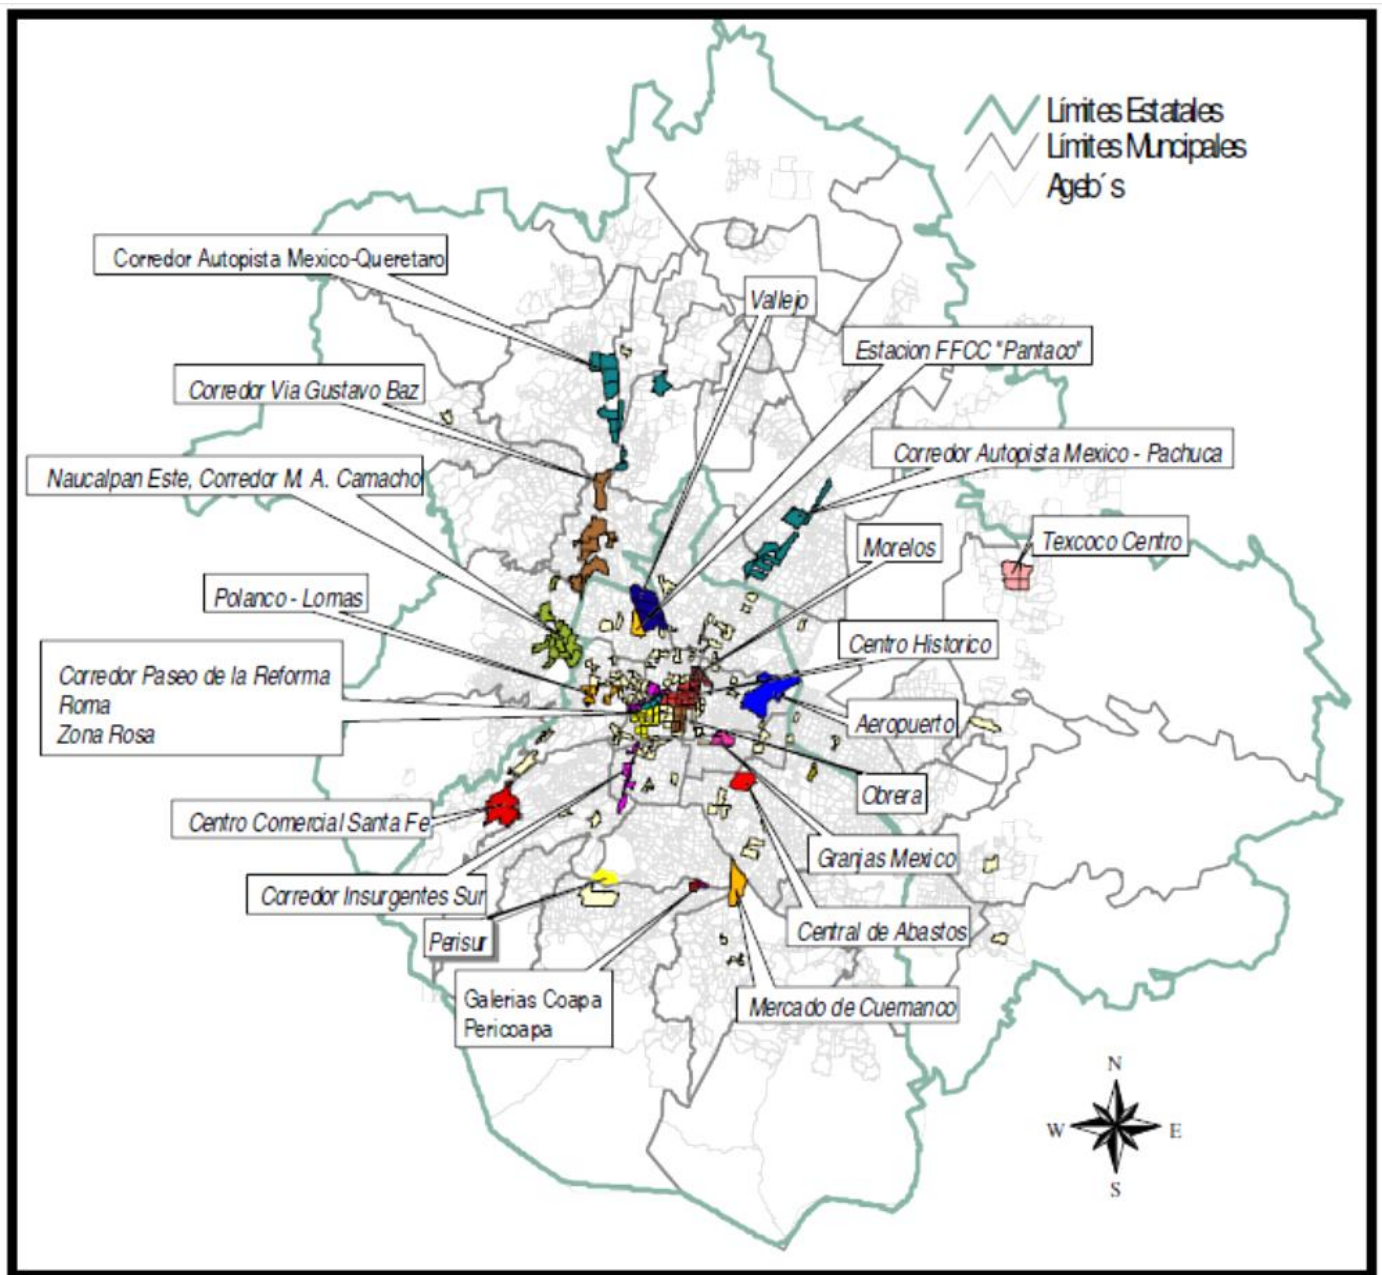 Límites Estatales
Límites Muncipales
Ageb´s
Corredor Autopista Mexico-Queretaro
Vallejo
Estacion FFCC "Pantaco"
Corredor Via Gustavo Baz
Corredor Autopista Mexico - Pachuca
Naucalpan Este, Corredor M. A. Camacho
Morelos
Texcoco Centro
Polanco - Lomas
Centro Historico
Corredor Paseo de la Reforma
Roma
Zona Rosa
Aeropuerto
Obrera
Centro Comercial Santa Fe
Granjas Mexico
Corredor Insurgentes Sur
Central de Abastos
Perisur
Galerias Coapa
Pericoapa
Mercado de Cuemanco
N
W
E
S